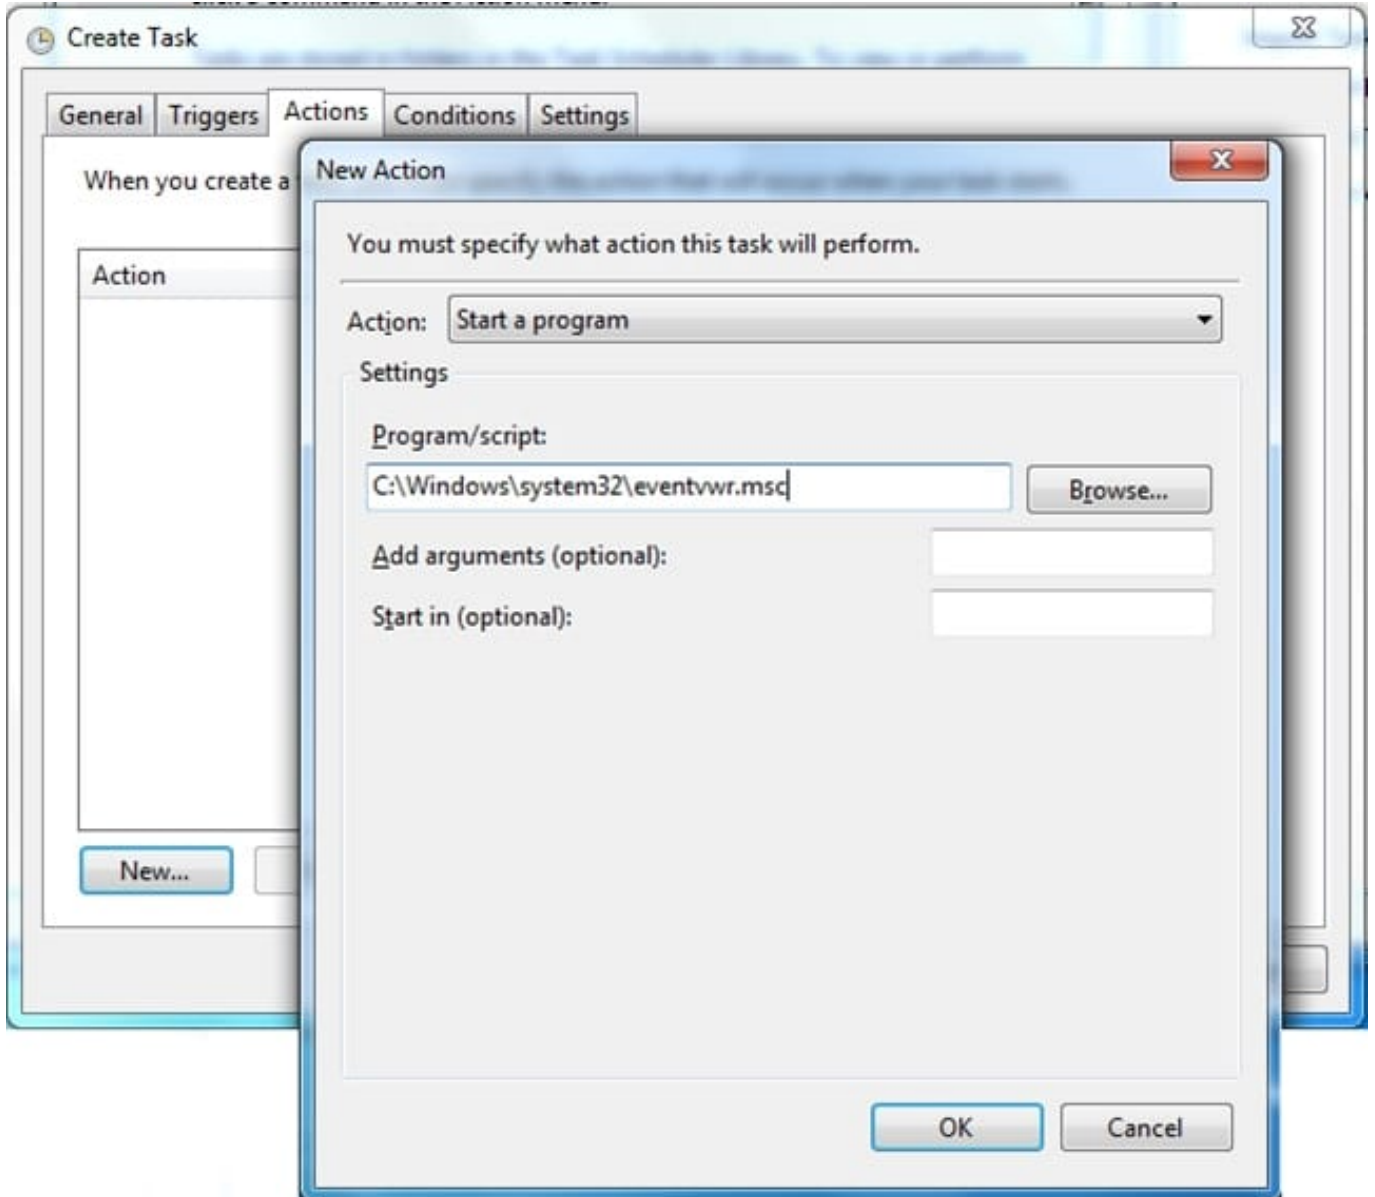 Create Task
General Triggers Actions Conditions Settings
When you create a
New Action
You must specify what action this task will perform.
Action
Action: Start a program
Settings
Program/script:
C:\Windows\system32\eventvwr.msc
Browse...
Add arguments (optional):
Start in (optional):
New...
OK Cancel